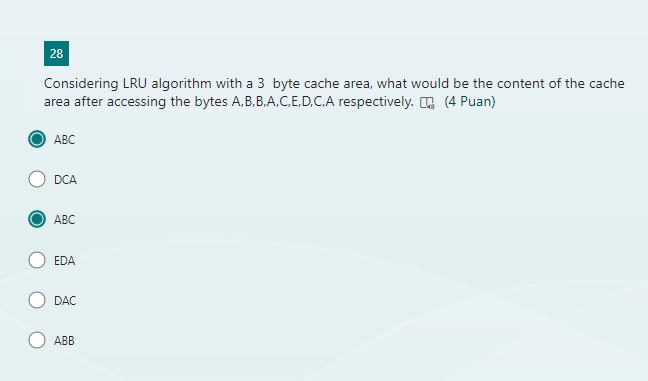 28
Considering LRU algorithm with a 3 byte cache area, what would be the content of the cache
area after accessing the bytes A,B,B,A,C,E,D,C,A respectively. (4 Puan)
ABC
DCA
ABC
EDA
DAC
ABB